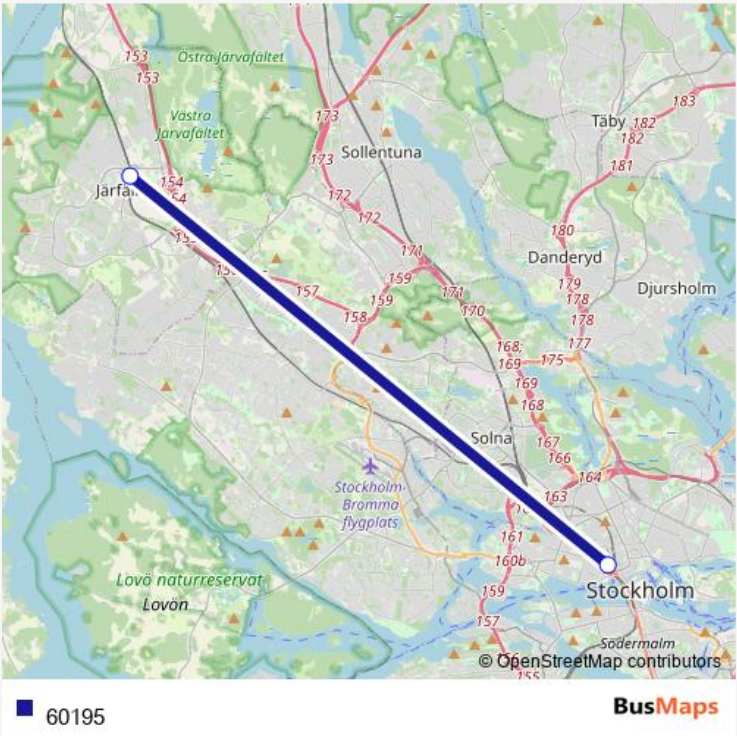 153
153
Östra Järvafältet
183
Västra
Järvafältet
173
Täby
182
182
Sollentuna
173
181
154
172
172
180
171
Danderyd
159
179
157
159
171
178
Djursholm
158
170
178
177
168;
169
175
169
168
Solna
167
166
164
163
Stockholm-
Bromma
flygplats
161
160b
Lovö naturreservat
159
Stockholm
Lovön
157
Södermalm
© OpenStreetMap contributors
155
60195
BusMaps